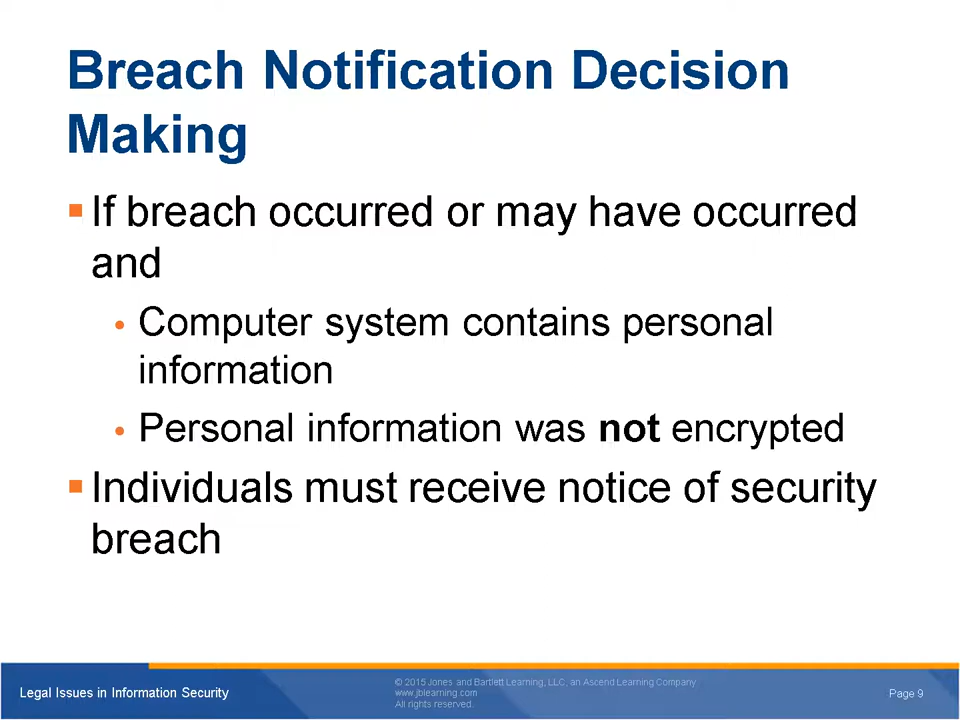 Breach Notification Decision
Making
If breach occurred or may have occurred
and
Computer system contains personal
information
Personal information was not encrypted
Individuals must receive notice of security
breach
Legal Issues in Information Security
© 2015 Jones and Bartlett Learning, LLC, an Ascend Learning Company
www.jblearning.com
All rights reserved.
Page 9